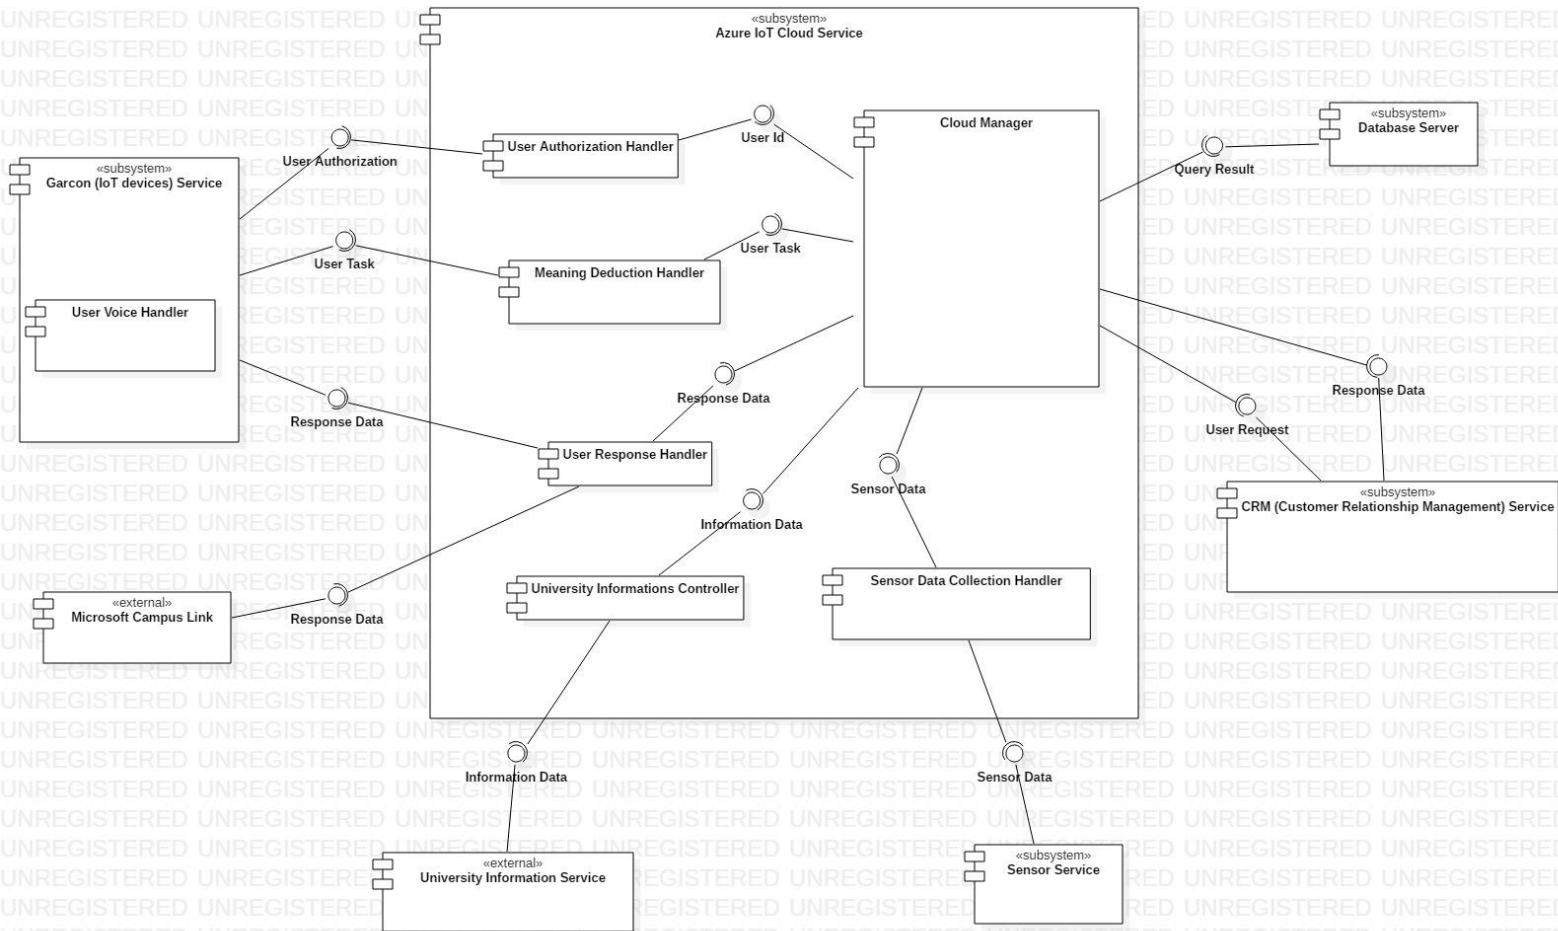 «subsystem»
Azure IoT Cloud Service
«subsystem»
Garcon (IoT devices) Service
User Voice Handler
User Authorization
User Task
Response Data
User Authorization Handler
User Id
Cloud Manager
Meaning Deduction Handler
User Task
Response Data
User Response Handler
Information Data
Sensor Data
University Informations Controller
Sensor Data Collection Handler
Query Result
«subsystem»
Database Server
Response Data
User Request
«subsystem»
CRM (Customer Relationship Management) Service
«external»
Microsoft Campus Link
Response Data
Information Data
«external»
University Information Service
Sensor Data
«subsystem»
Sensor Service
UNREGISTERED